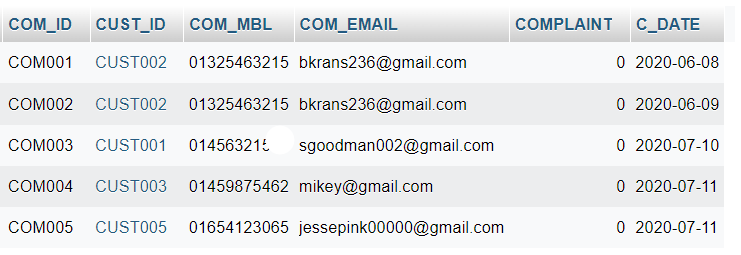 COM_ID CUST_ID COM_MBL COM_EMAIL COMPLAINT C_DATE
COM001 CUST002 01325463215 bkrans236@gmail.com 0 2020-06-08
COM002 CUST002 01325463215 bkrans236@gmail.com 0 2020-06-09
COM003 CUST001 sgoodman002@gmail.com 0 2020-07-10
COM004 CUST003 01459875462 mikey@gmail.com 0 2020-07-11
COM005 CUST005 01654123065 jessepink00000@gmail.com 0 2020-07-11